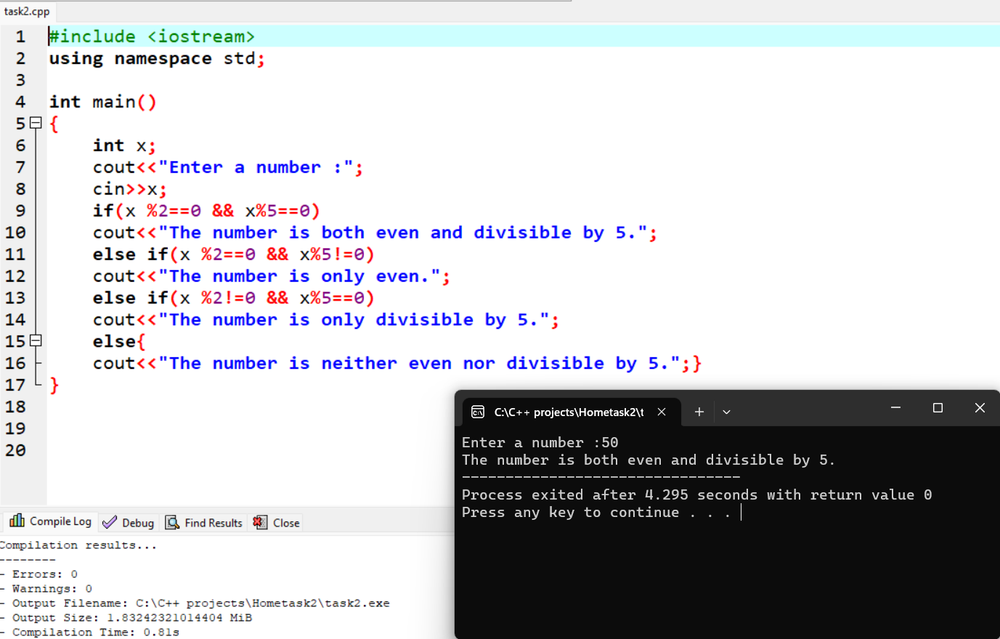 task2.cpp
1 #include <iostream>
2 using namespace std;
3
4 int main()
5 {
6 int x;
7 cout<<"Enter a number :";
8 cin>>x;
9 if(x %2==0 && x%5==0)
10 cout<<"The number is both even and divisible by 5.";
11 else if(x %2==0 && x%5!=0)
12 cout<<"The number is only even.";
13 else if(x %2!=0 && x%5==0)
14 cout<<"The number is only divisible by 5.";
15 else{
16 cout<<"The number is neither even nor divisible by 5.";}
17 }
18
19
20
C:\C++ projects\Hometask2\t
Enter a number :50
The number is both even and divisible by 5.
--------------------------------
Process exited after 4.295 seconds with return value 0
Press any key to continue . . .
Compile Log Debug Find Results Close
Compilation results...
--------
- Errors: 0
- Warnings: 0
- Output Filename: C:\C++ projects\Hometask2\task2.exe
- Output Size: 1.83242321014404 MiB
- Compilation Time: 0.81s